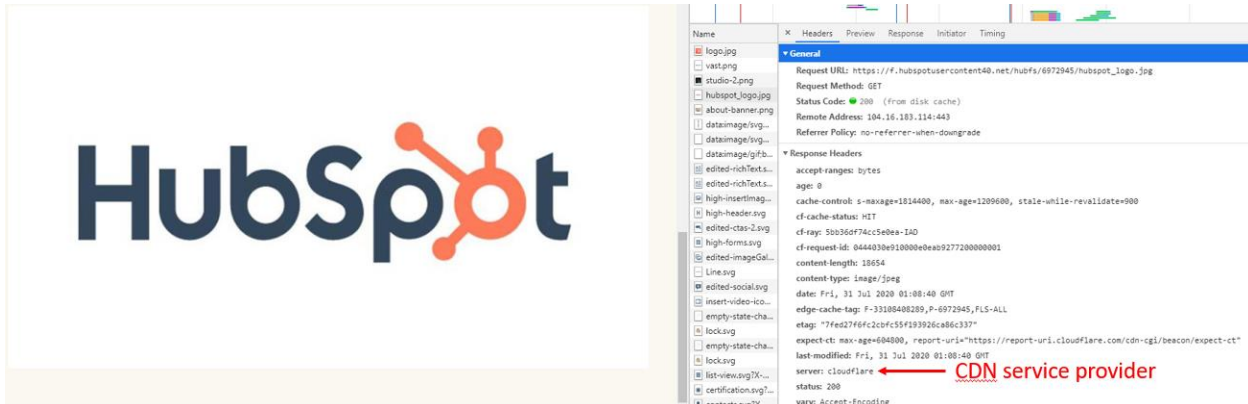 HubSpot
Name
logo.jpg
vast.png
studio-2.png
hubspot_logo.jpg
about-banner.png
data:image/svg...
data:image/svg...
data:image/gif;b...
edited-richText.s...
edited-richText.s...
high-insertImag...
high-header.svg
edited-ctas-2.svg
high-forms.svg
edited-imageGal...
Line.svg
edited-social.svg
insert-video-ico...
empty-state-cha...
lock.svg
empty-state-cha...
lock.svg
list-view.svg?X-...
certification.svg?...
× Headers Preview Response Initiator Timing
▾ General
Request URL: https://f.hubspotusercontent40.net/hubfs/6972945/hubspot_logo.jpg
Request Method: GET
Status Code: 200 (from disk cache)
Remote Address: 104.16.183.114:443
Referrer Policy: no-referrer-when-downgrade
▾ Response Headers
accept-ranges: bytes
age: 0
cache-control: s-maxage=1814400, max-age=1209600, stale-while-revalidate=900
cf-cache-status: HIT
cf-ray: 5bb36df74cc5e0ea-IAD
cf-request-id: 0444030e910000e0eab9277200000001
content-length: 18654
content-type: image/jpeg
date: Fri, 31 Jul 2020 01:08:40 GMT
edge-cache-tag: F-33108408289,P-6972945,FLS-ALL
etag: "7fed27f6fc2cbfc55f193926ca86c337"
expect-ct: max-age=604800, report-uri="https://report-uri.cloudflare.com/cdn-cgi/beacon/expect-ct"
last-modified: Fri, 31 Jul 2020 01:08:40 GMT
server: cloudflare CDN service provider
status: 200
vary: Accept-Encoding